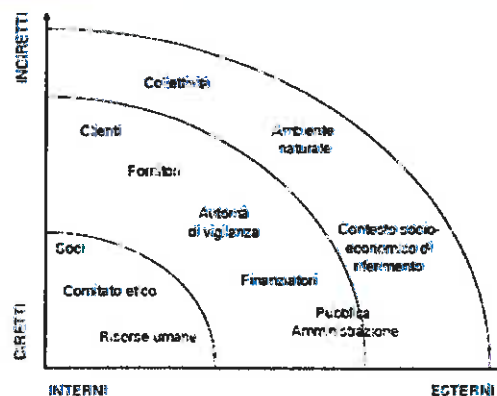 INDIRETTI
Collettività
Clienti
Ambiente
naturale
Fornitori
Autorità
di vigilanza
Contesto socio-
economico di
riferimento
Soci
Finanziatori
Comitato etico
Pubblica
Amministrazione
Risorse umane
DIRETTI
INTERNI
ESTERNI